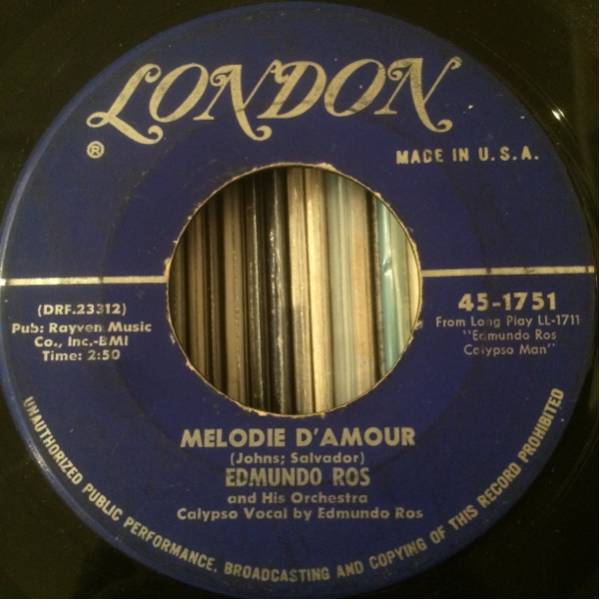 LONDON
®
MADE IN U.S.A.
(DRF.23312)
Pub: Rayven Music
Co., Inc.-BMI
Time: 2:50
45-1751
From Long Play LL-1711
"Edmundo Ros
Calypso Man"
MELODIE D'AMOUR
(Johns; Salvador)
EDMUNDO ROS
and His Orchestra
Calypso Vocal by Edmundo Ros
UNAUTHORIZED PUBLIC PERFORMANCE, BROADCASTING AND COPYING OF THIS RECORD PROHIBITED